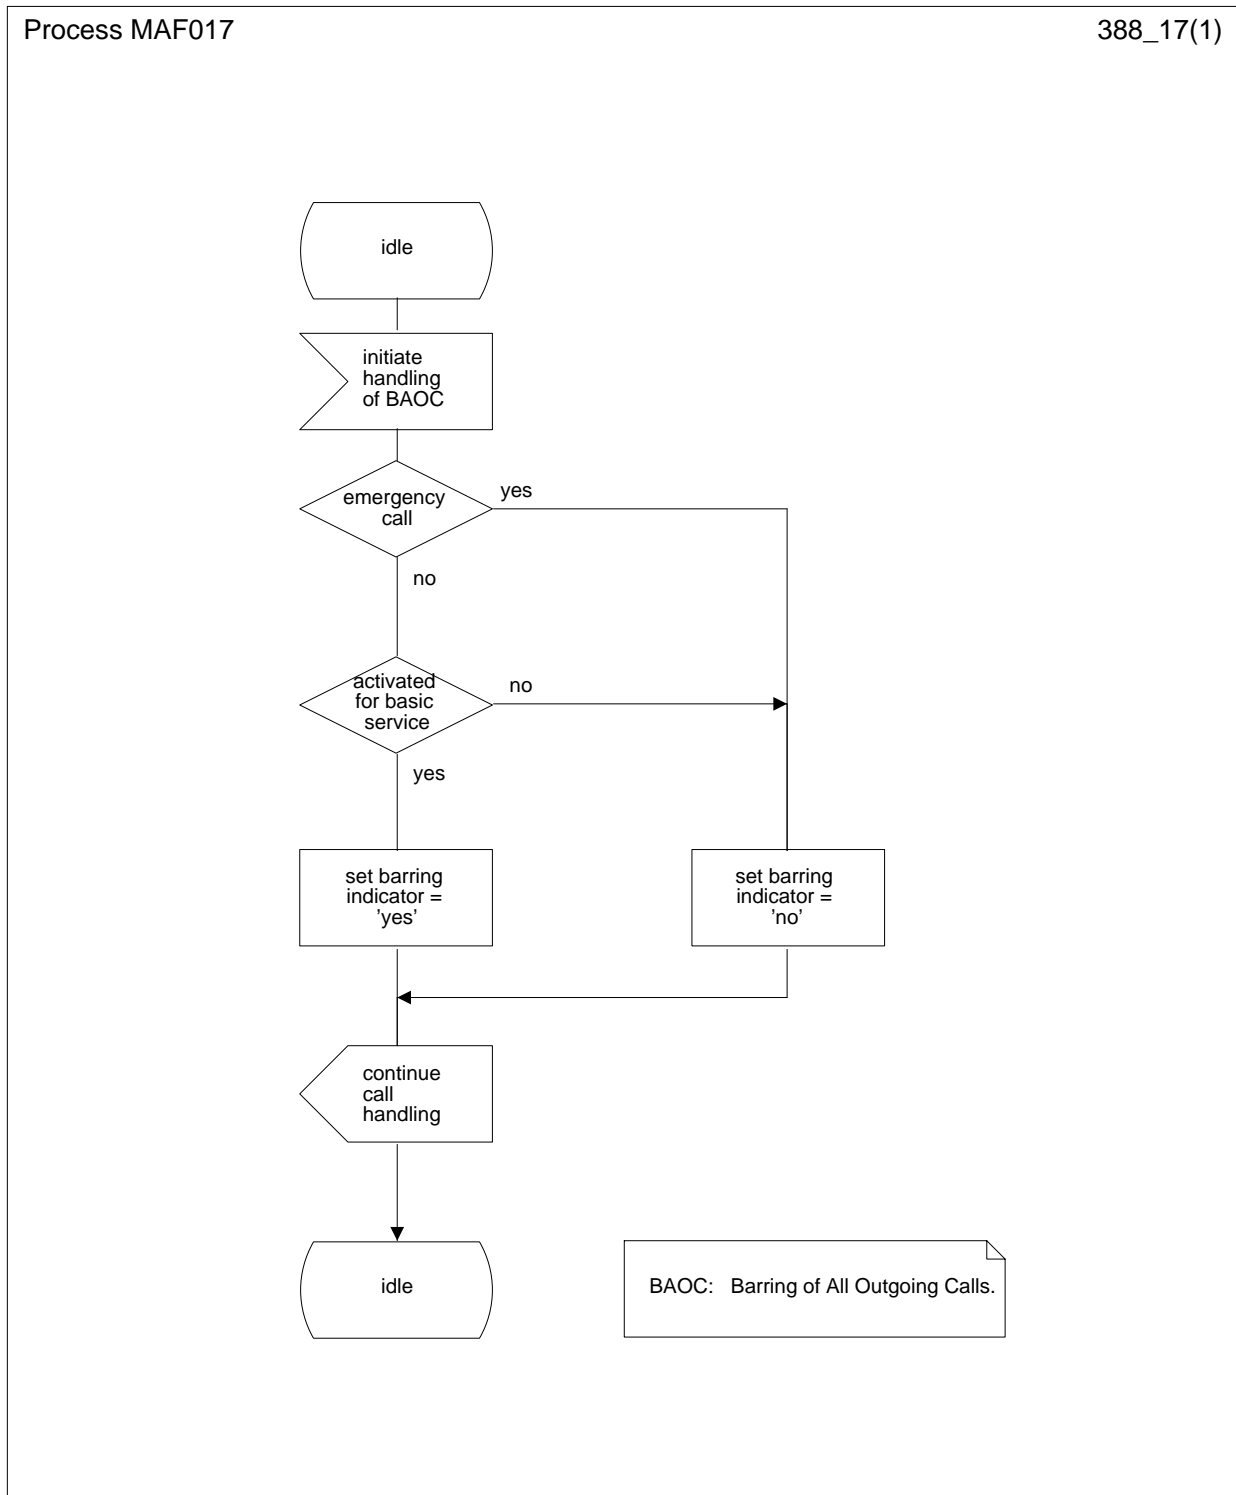 Process MAF017
388_17(1)
idle
initiate
handling
of BAOC
emergency
call
yes
no
activated
for basic
service
no
yes
set barring
indicator =
'yes'
set barring
indicator =
'no'
continue
call
handling
idle
BAOC: Barring of All Outgoing Calls.